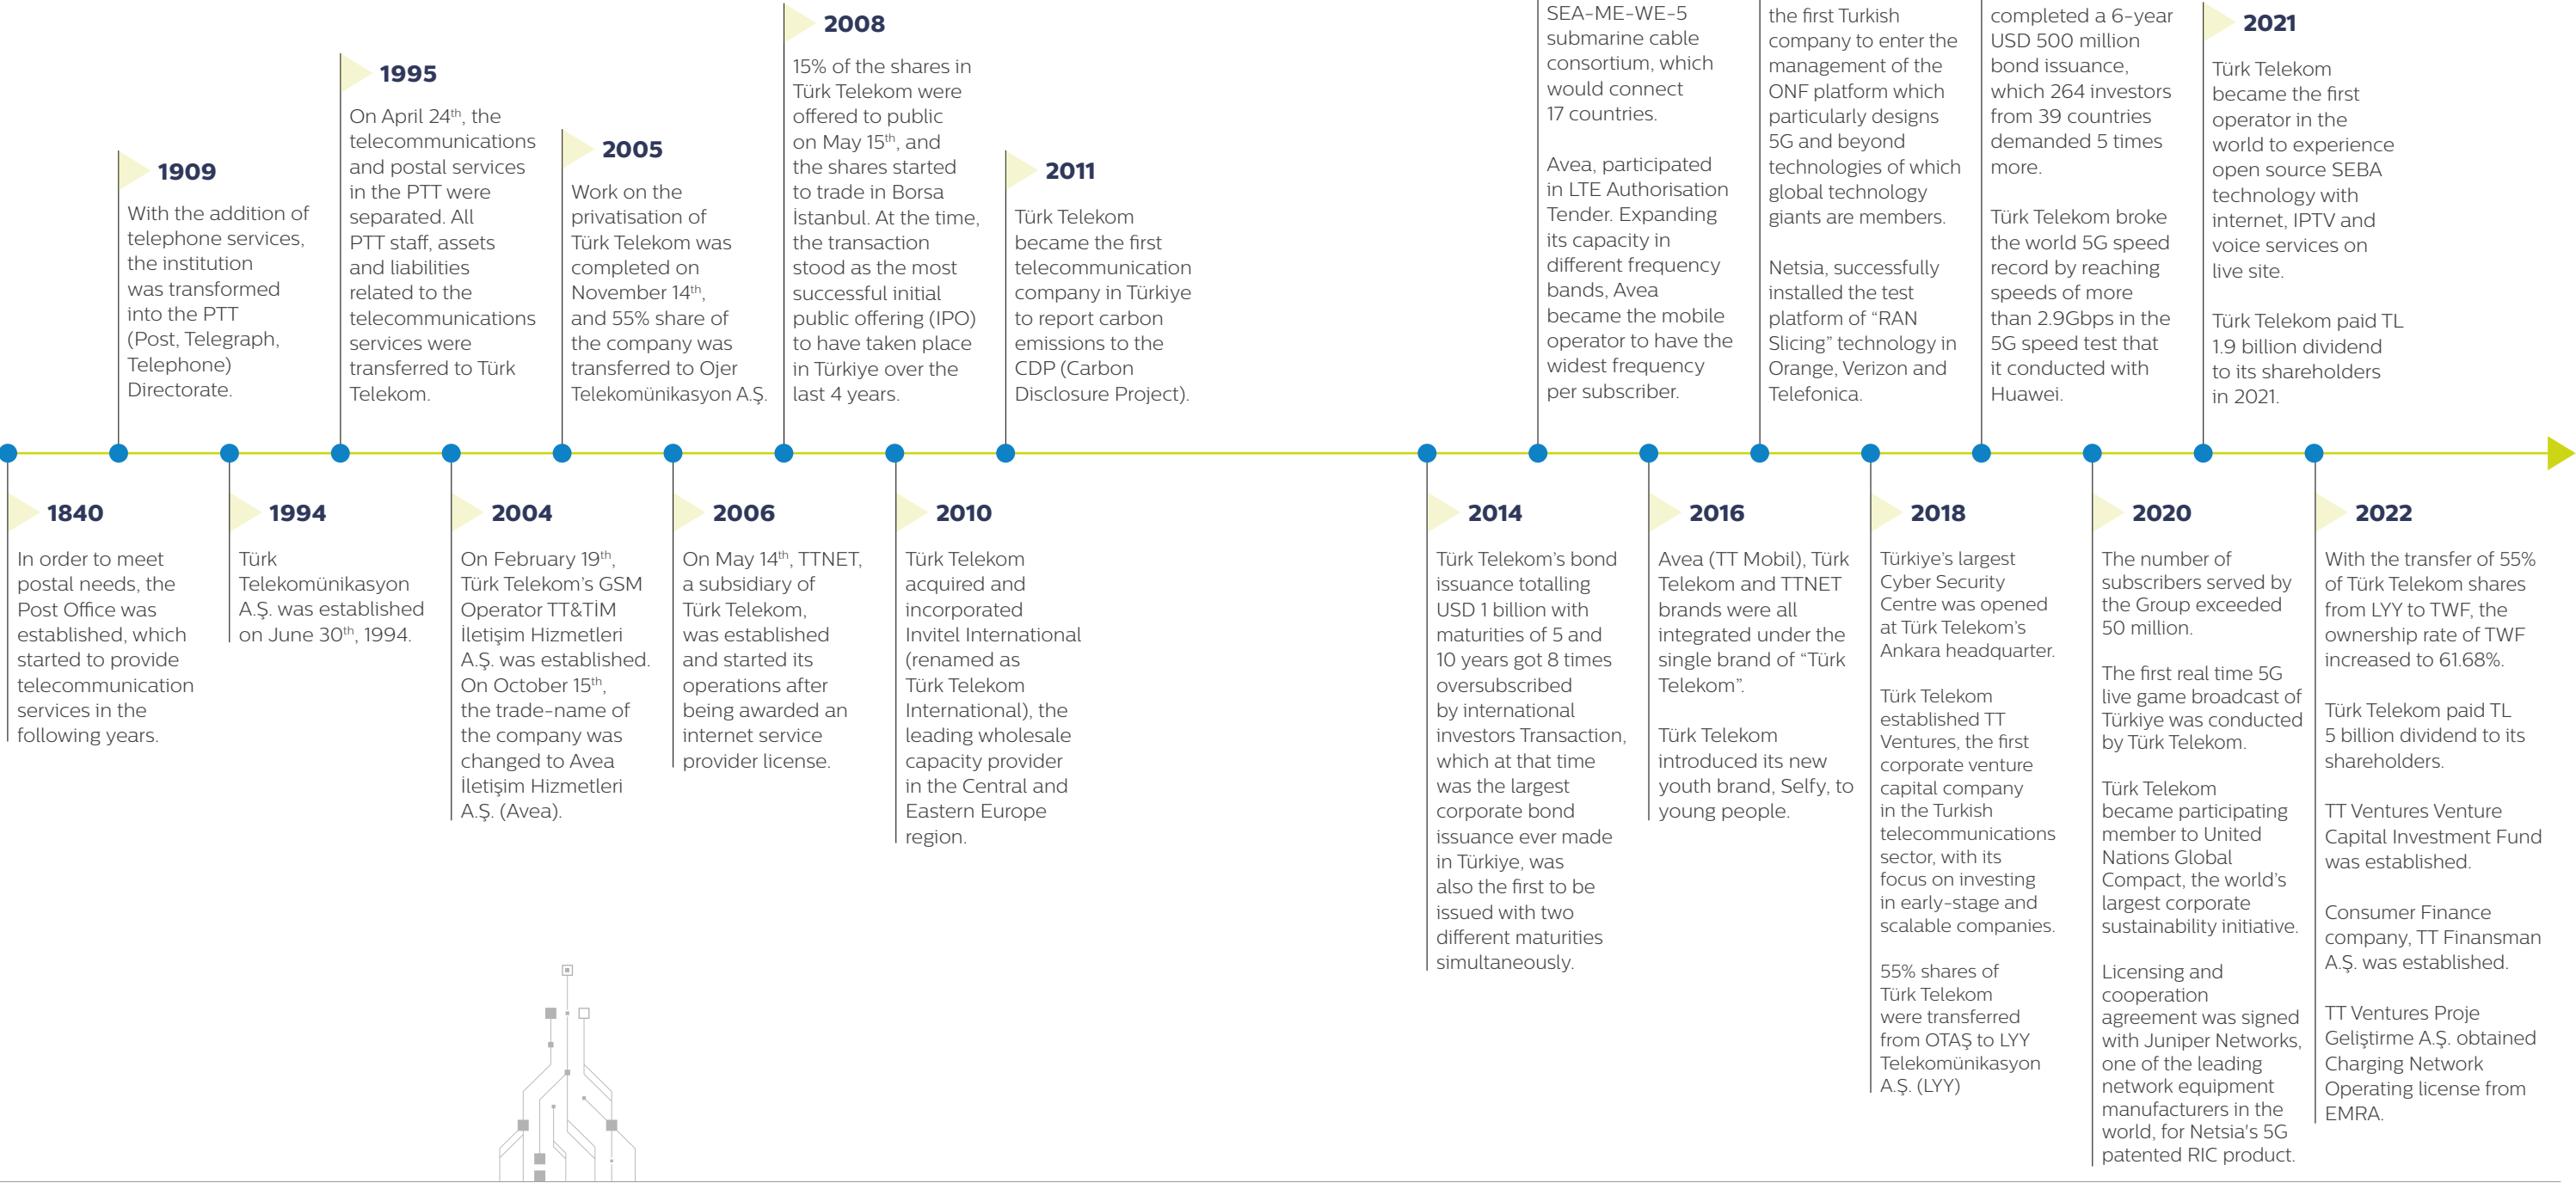 1840
In order to meet
postal needs, the
Post Office was
established, which
started to provide
telecommunication
services in the
following years.
1909
With the addition of
telephone services,
the institution
was transformed
into the PTT
(Post, Telegraph,
Telephone)
Directorate.
1994
Türk
Telekomünikasyon
A.Ş. was established
on June 30th, 1994.
1995
On April 24th, the
telecommunications
and postal services
in the PTT were
separated. All
PTT staff, assets
and liabilities
related to the
telecommunications
services were
transferred to Türk
Telekom.
2004
On February 19th,
Türk Telekom's GSM
Operator TT&TİM
İletişim Hizmetleri
A.Ş. was established.
On October 15th,
the trade-name of
the company was
changed to Avea
İletişim Hizmetleri
A.Ş. (Avea).
2005
Work on the
privatisation of
Türk Telekom was
completed on
November 14th,
and 55% share of
the company was
transferred to Ojer
Telekomünikasyon A.Ş.
2006
On May 14th, TTNET,
a subsidiary of
Türk Telekom,
was established
and started its
operations after
being awarded an
internet service
provider license.
2008
15% of the shares in
Türk Telekom were
offered to public
on May 15th, and
the shares started
to trade in Borsa
İstanbul. At the time,
the transaction
stood as the most
successful initial
public offering (IPO)
to have taken place
in Türkiye over the
last 4 years.
2010
Türk Telekom
acquired and
incorporated
Invitel International
(renamed as
Türk Telekom
International), the
leading wholesale
capacity provider
in the Central and
Eastern Europe
region.
2011
Türk Telekom
became the first
telecommunication
company in Türkiye
to report carbon
emissions to the
CDP (Carbon
Disclosure Project).
2014
Türk Telekom's bond
issuance totalling
USD 1 billion with
maturities of 5 and
10 years got 8 times
oversubscribed
by international
investors Transaction,
which at that time
was the largest
corporate bond
issuance ever made
in Türkiye, was
also the first to be
issued with two
different maturities
simultaneously.
SEA-ME-WE-5
submarine cable
consortium, which
would connect
17 countries.
Avea, participated
in LTE Authorisation
Tender. Expanding
its capacity in
different frequency
bands, Avea
became the mobile
operator to have the
widest frequency
per subscriber.
2016
Avea (TT Mobil), Türk
Telekom and TTNET
brands were all
integrated under the
single brand of “Türk
Telekom”.
Türk Telekom
introduced its new
youth brand, Selfy, to
young people.
the first Turkish
company to enter the
management of the
ONF platform which
particularly designs
5G and beyond
technologies of which
global technology
giants are members.
Netsia, successfully
installed the test
platform of “RAN
Slicing” technology in
Orange, Verizon and
Telefonica.
2018
Türkiye's largest
Cyber Security
Centre was opened
at Türk Telekom's
Ankara headquarter.
Türk Telekom
established TT
Ventures, the first
corporate venture
capital company
in the Turkish
telecommunications
sector, with its
focus on investing
in early-stage and
scalable companies.
55% shares of
Türk Telekom
were transferred
from OTAŞ to LYY
Telekomünikasyon
A.Ş. (LYY)
completed a 6-year
USD 500 million
bond issuance,
which 264 investors
from 39 countries
demanded 5 times
more.
Türk Telekom broke
the world 5G speed
record by reaching
speeds of more
than 2.9Gbps in the
5G speed test that
it conducted with
Huawei.
2020
The number of
subscribers served by
the Group exceeded
50 million.
The first real time 5G
live game broadcast of
Türkiye was conducted
by Türk Telekom.
Türk Telekom
became participating
member to United
Nations Global
Compact, the world's
largest corporate
sustainability initiative.
Licensing and
cooperation
agreement was signed
with Juniper Networks,
one of the leading
network equipment
manufacturers in the
world, for Netsia's 5G
patented RIC product.
2021
Türk Telekom
became the first
operator in the
world to experience
open source SEBA
technology with
internet, IPTV and
voice services on
live site.
Türk Telekom paid TL
1.9 billion dividend
to its shareholders
in 2021.
2022
With the transfer of 55%
of Türk Telekom shares
from LYY to TWF, the
ownership rate of TWF
increased to 61.68%.
Türk Telekom paid TL
5 billion dividend to its
shareholders.
TT Ventures Venture
Capital Investment Fund
was established.
Consumer Finance
company, TT Finansman
A.Ş. was established.
TT Ventures Proje
Geliştirme A.Ş. obtained
Charging Network
Operating license from
EMRA.